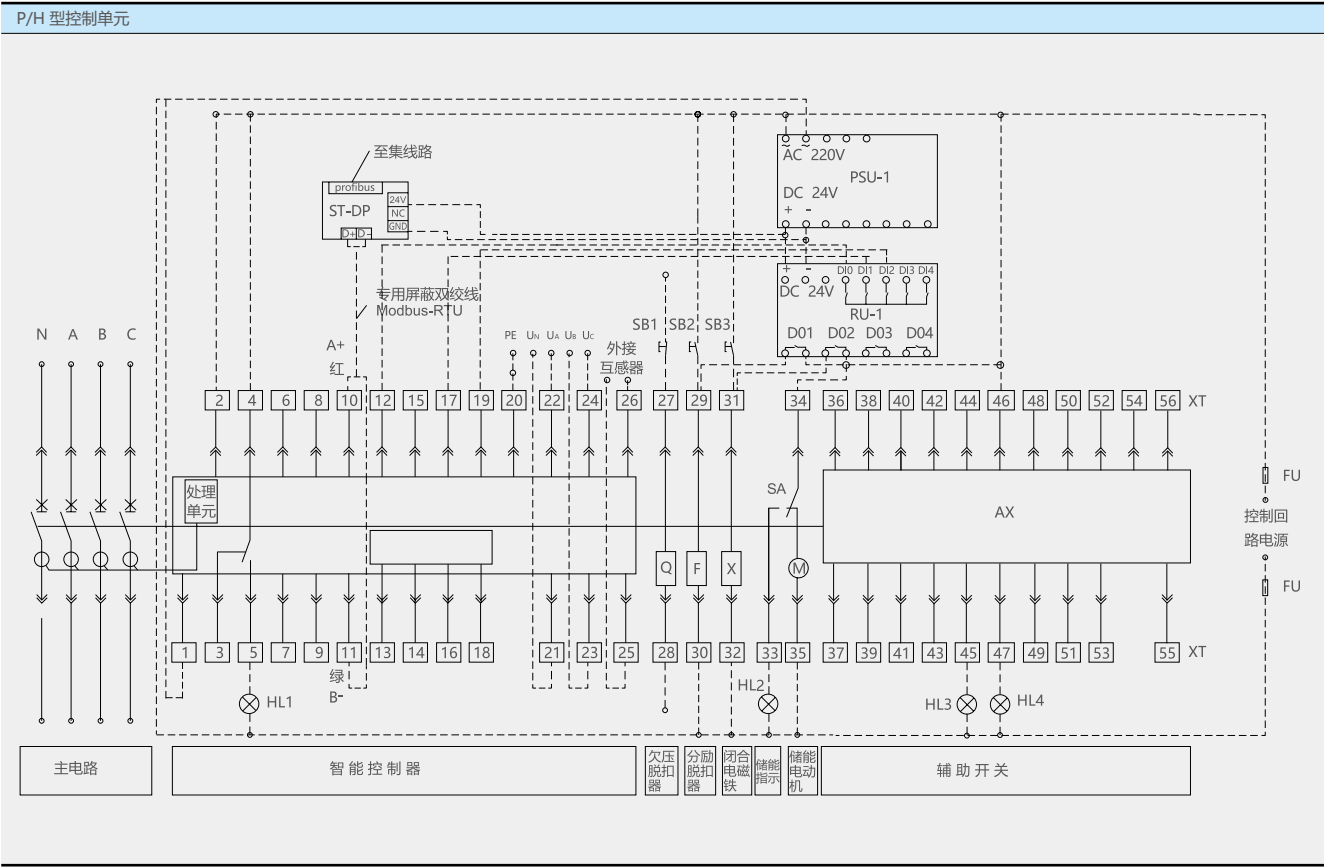 P/H 型控制单元
至集线路
profibus
ST-DP
24V
NC
GND
D+ D-
AC 220V
PSU-1
DC 24V
+ -
+ -
DI0 DI1 DI2 DI3 DI4
DC 24V
RU-1
D01 D02 D03 D04
专用屏蔽双绞线
Modbus-RTU
N A B C
A+
红
PE UN UA UB UC
外接
互感器
SB1 SB2 SB3
2 4 6 8 10 12 15 17 19 20 22 24 26 27 29 31 34 36 38 40 42 44 46 48 50 52 54 56 XT
处理
单元
SA
AX
FU
控制回
路电源
FU
Q F X M
1 3 5 7 9 11 13 14 16 18 21 23 25 28 30 32 33 35 37 39 41 43 45 47 49 51 53 55 XT
绿
B-
HL1
HL2
HL3
HL4
主电路
智能控制器
欠压
脱扣
器
分励
脱扣
器
闭合
电磁
铁
储能
指示
储能
电动
机
辅助开关